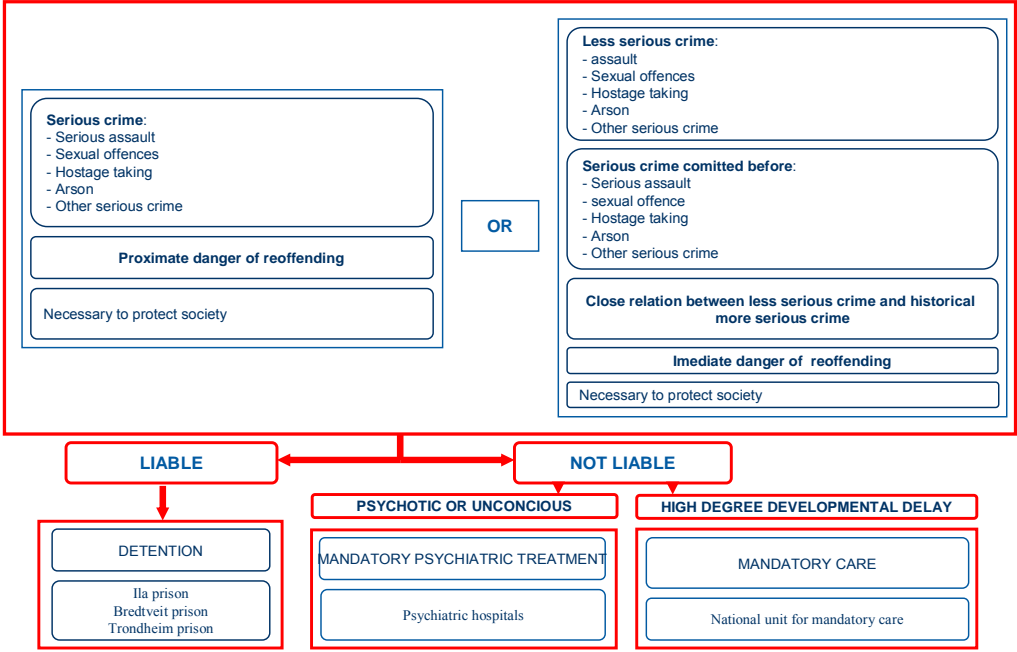 Serious crime:
- Serious assault
- Sexual offences
- Hostage taking
- Arson
- Other serious crime
Proximate danger of reoffending
Necessary to protect society
OR
Less serious crime:
- assault
- Sexual offences
- Hostage taking
- Arson
- Other serious crime
Serious crime comitted before:
- Serious assault
- sexual offence
- Hostage taking
- Arson
- Other serious crime
Close relation between less serious crime and historical
more serious crime
Imediate danger of  reoffending
Necessary to protect society
LIABLE
NOT LIABLE
PSYCHOTIC OR UNCONCIOUS
HIGH DEGREE DEVELOPMENTAL DELAY
DETENTION
Ila prison
Bredtveit prison
Trondheim prison
MANDATORY PSYCHIATRIC TREATMENT
Psychiatric hospitals
MANDATORY CARE
National unit for mandatory care